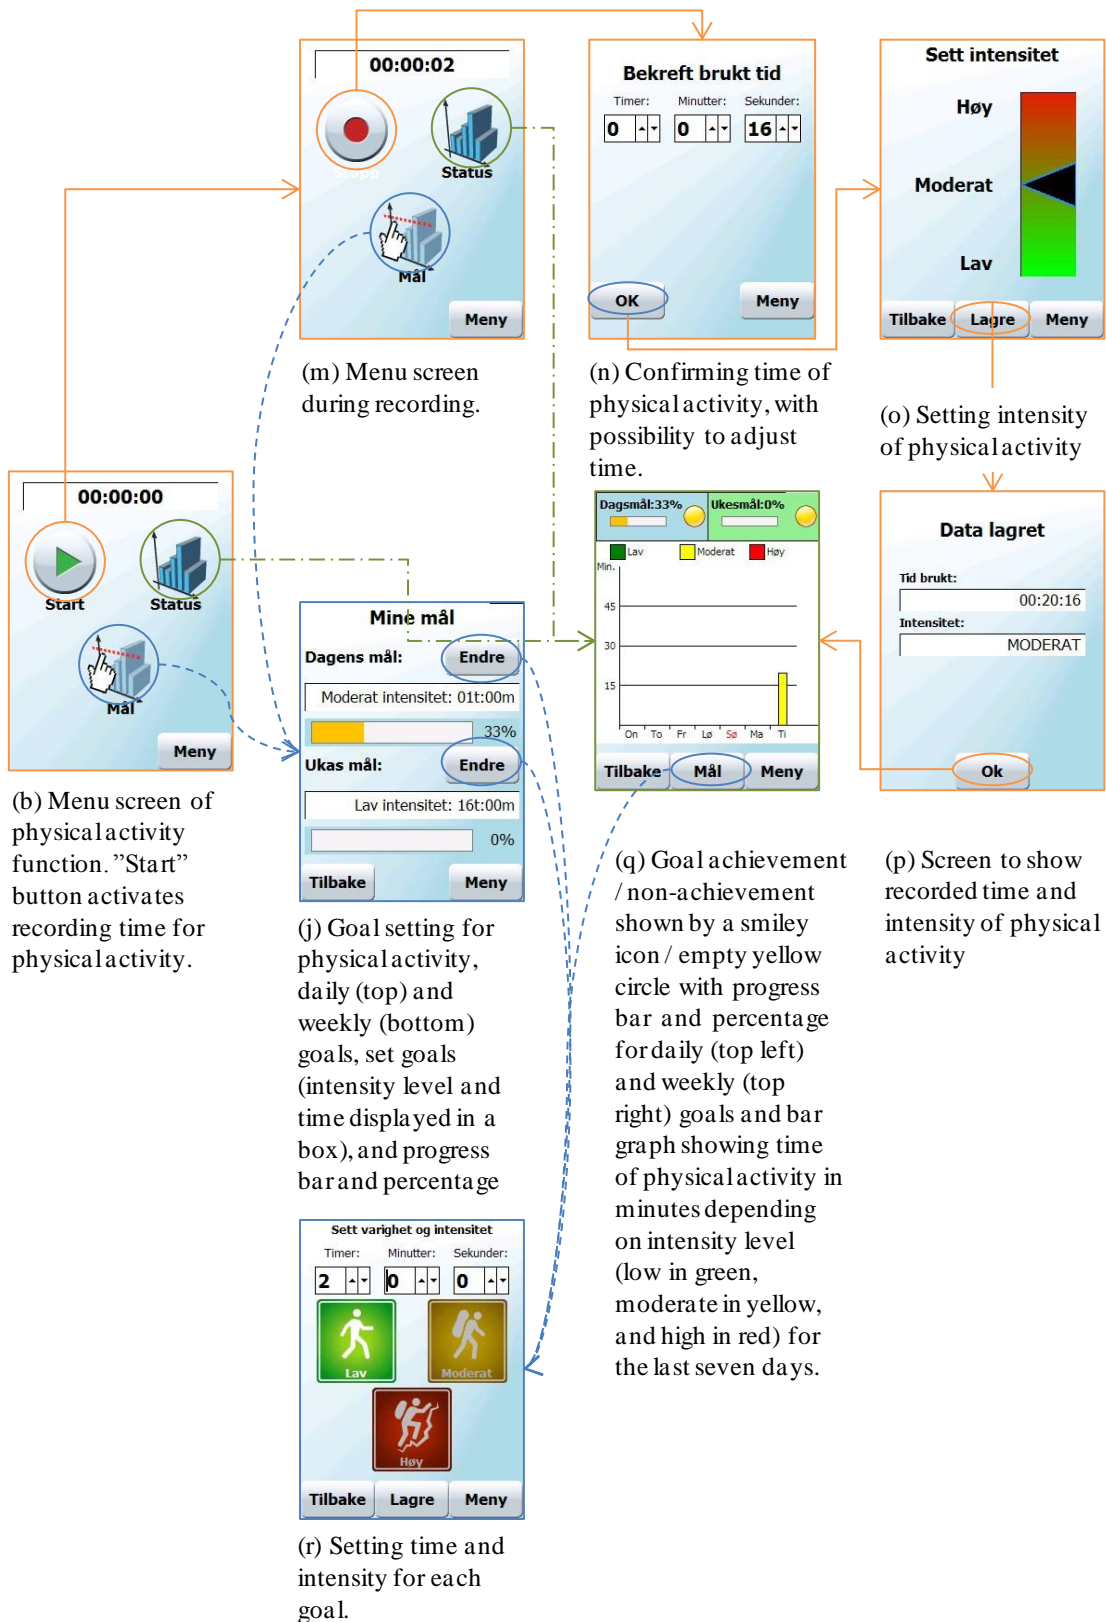 00:00:02
Stopp
Status
Mål
Meny
(m) Menu screen
during recording.
Bekreft brukt tid
Timer: Minutter: Sekunder:
0 0 16
OK Meny
(n) Confirming time of
physical activity, with
possibility to adjust
time.
Sett intensitet
Høy
Moderat
Lav
Tilbake Lagre Meny
(o) Setting intensity
of physical activity
00:00:00
Start Status
Mål
Meny
(b) Menu screen of
physical activity
function. ”Start”
button activates
recording time for
physical activity.
Mine mål
Dagens mål: Endre
Moderat intensitet: 01t:00m
33%
Ukas mål: Endre
Lav intensitet: 16t:00m
0%
Tilbake Meny
(j) Goal setting for
physical activity,
daily (top) and
weekly (bottom)
goals, set goals
(intensity level and
time displayed in a
box), and progress
bar and percentage
Dagsmål:33% Ukesmål:0%
Lav Moderat Høy
Min.
45
30
15
On To Fr Lø Sø Ma Ti
Tilbake Mål Meny
(q) Goal achievement
/ non-achievement
shown by a smiley
icon / empty yellow
circle with progress
bar and percentage
for daily (top left)
and weekly (top
right) goals and bar
graph showing time
of physical activity in
minutes depending
on intensity level
(low in green,
moderate in yellow,
and high in red) for
the last seven days.
Data lagret
Tid brukt:
00:20:16
Intensitet:
MODERAT
Ok
(p) Screen to show
recorded time and
intensity of physical
activity
Sett varighet og intensitet
Timer: Minutter: Sekunder:
2 0 0
Lav Moderat
Høy
Tilbake Lagre Meny
(r) Setting time and
intensity for each
goal.